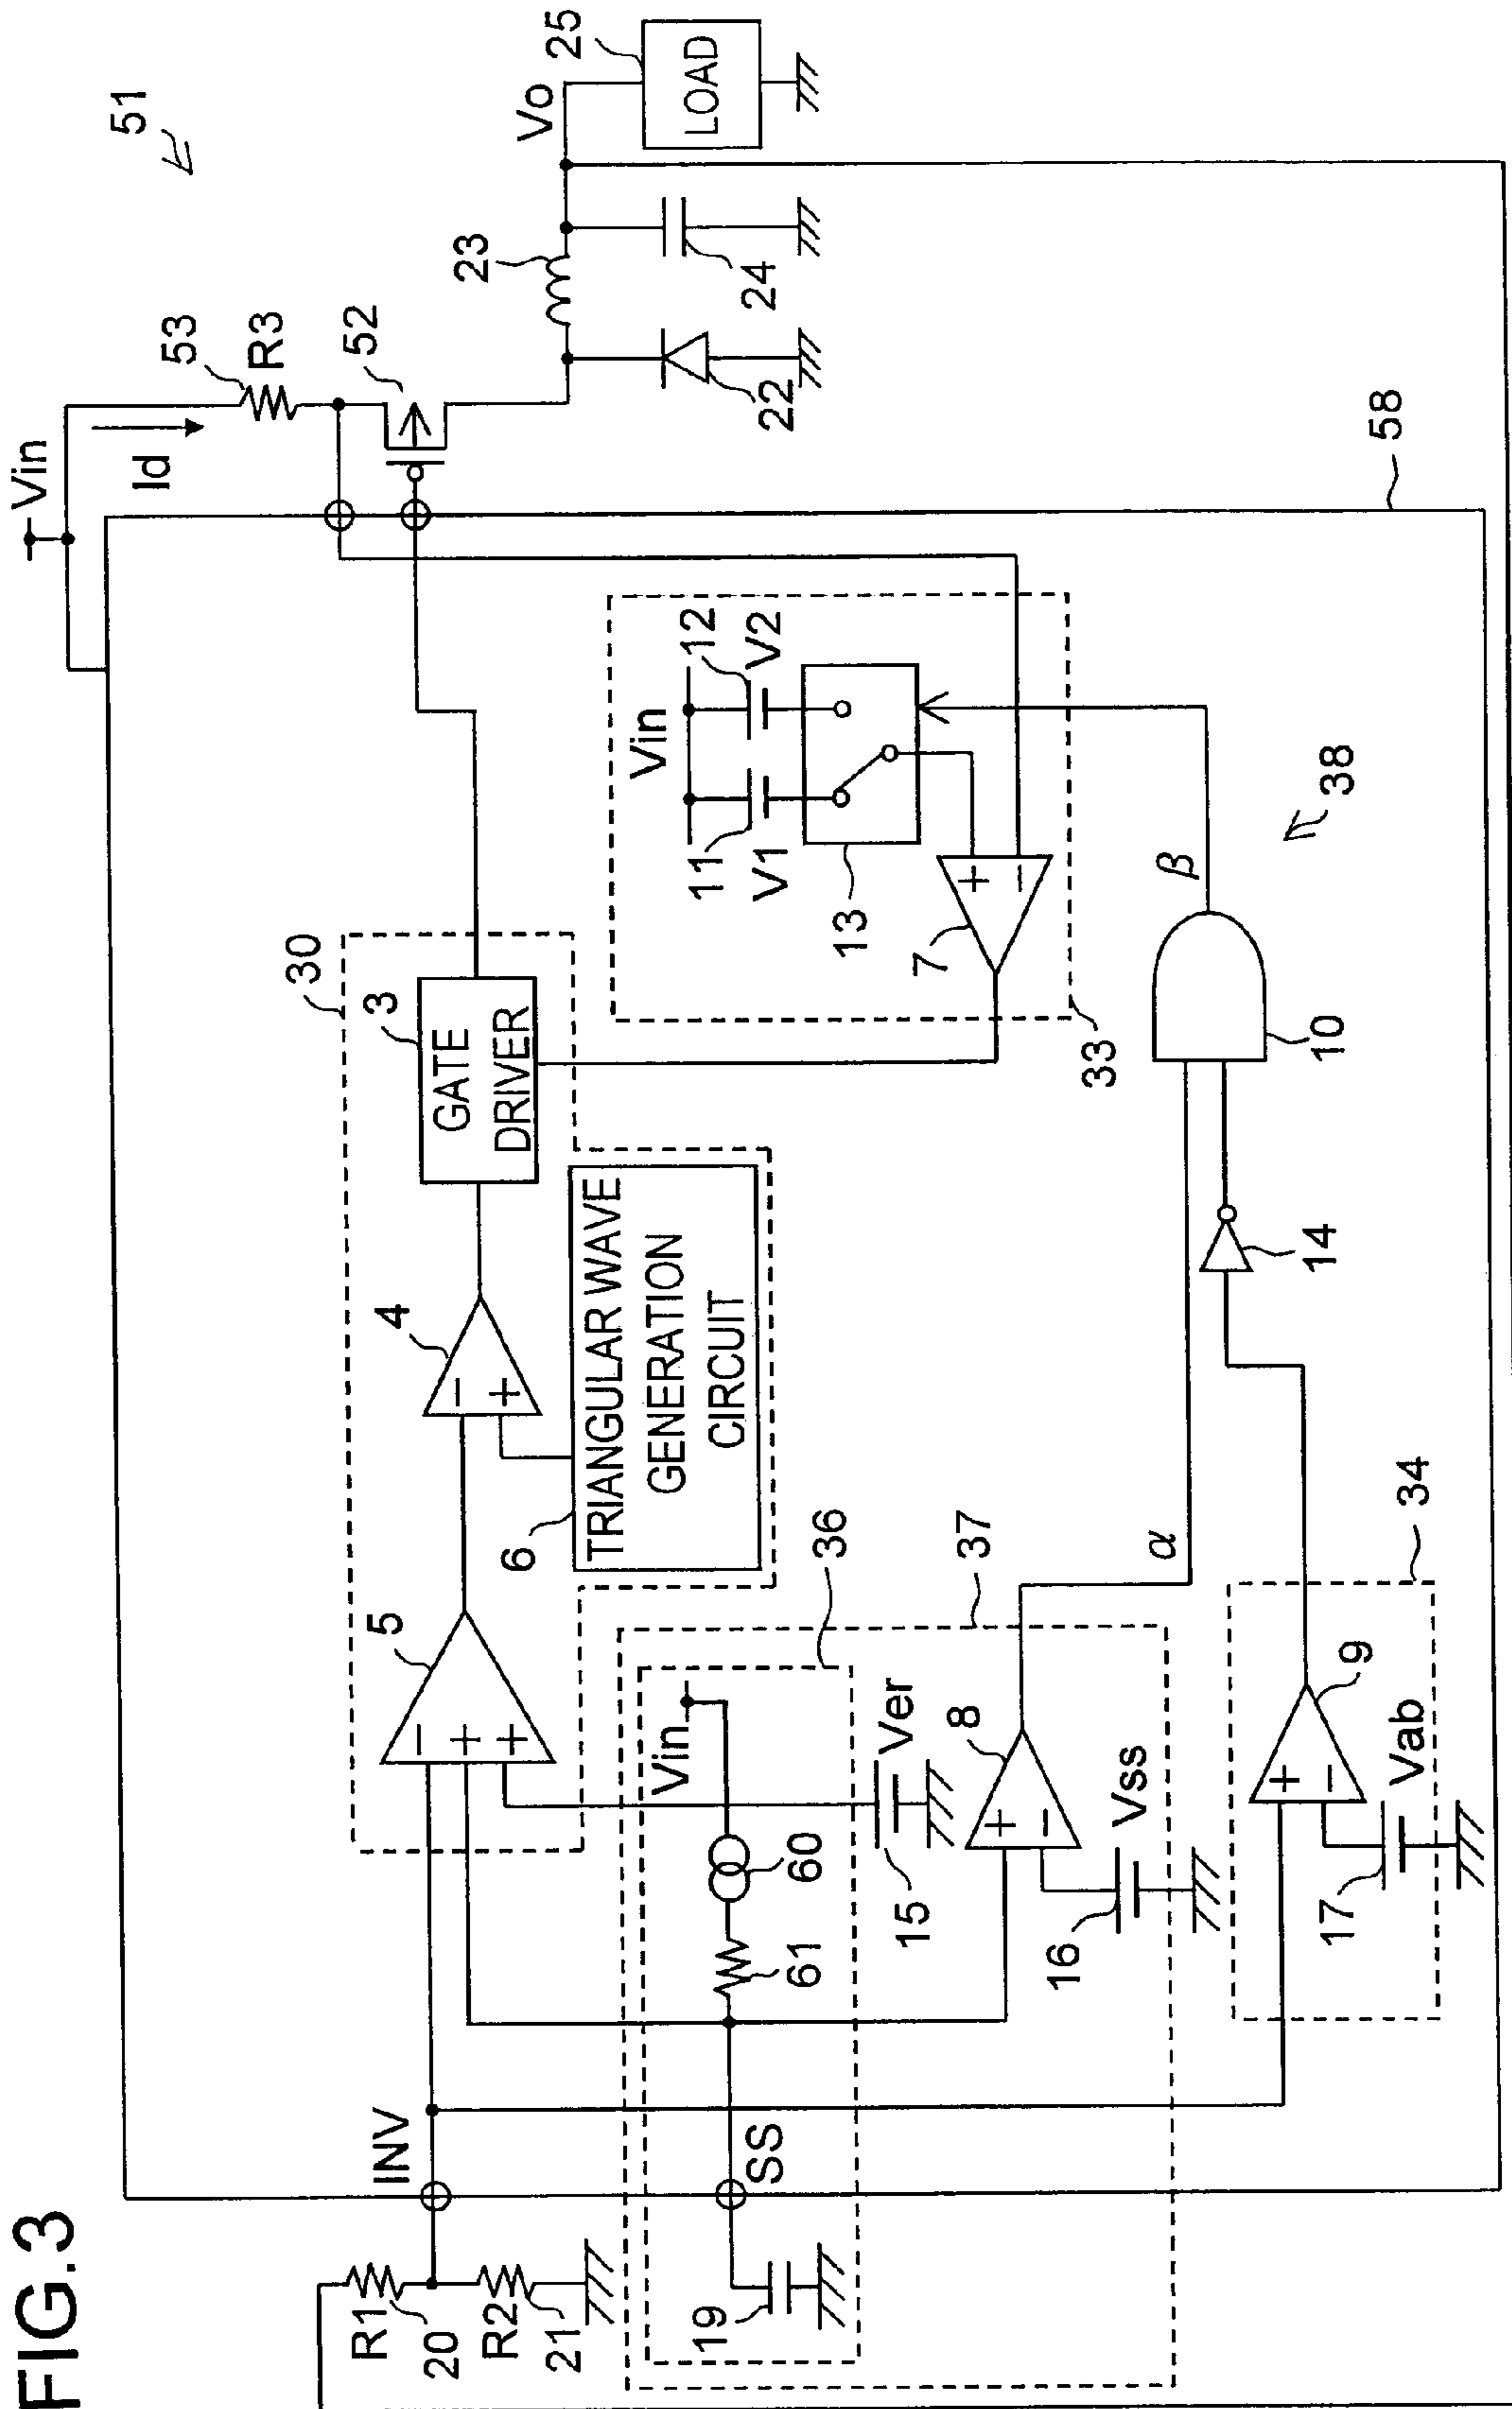 FIG.3
51
Vin
Id
53
R3
52
23
Vo
25
LOAD
24
22
58
30
3
GATE
DRIVER
4
5
6
TRIANGULAR WAVE
GENERATION
CIRCUIT
Vin
11
V1
12
V2
13
7
33
INV
R1
20
R2
21
36
37
Vin
60
61
SS
19
15
Ver
8
16
Vss
α
β
10
38
14
34
9
17
Vab